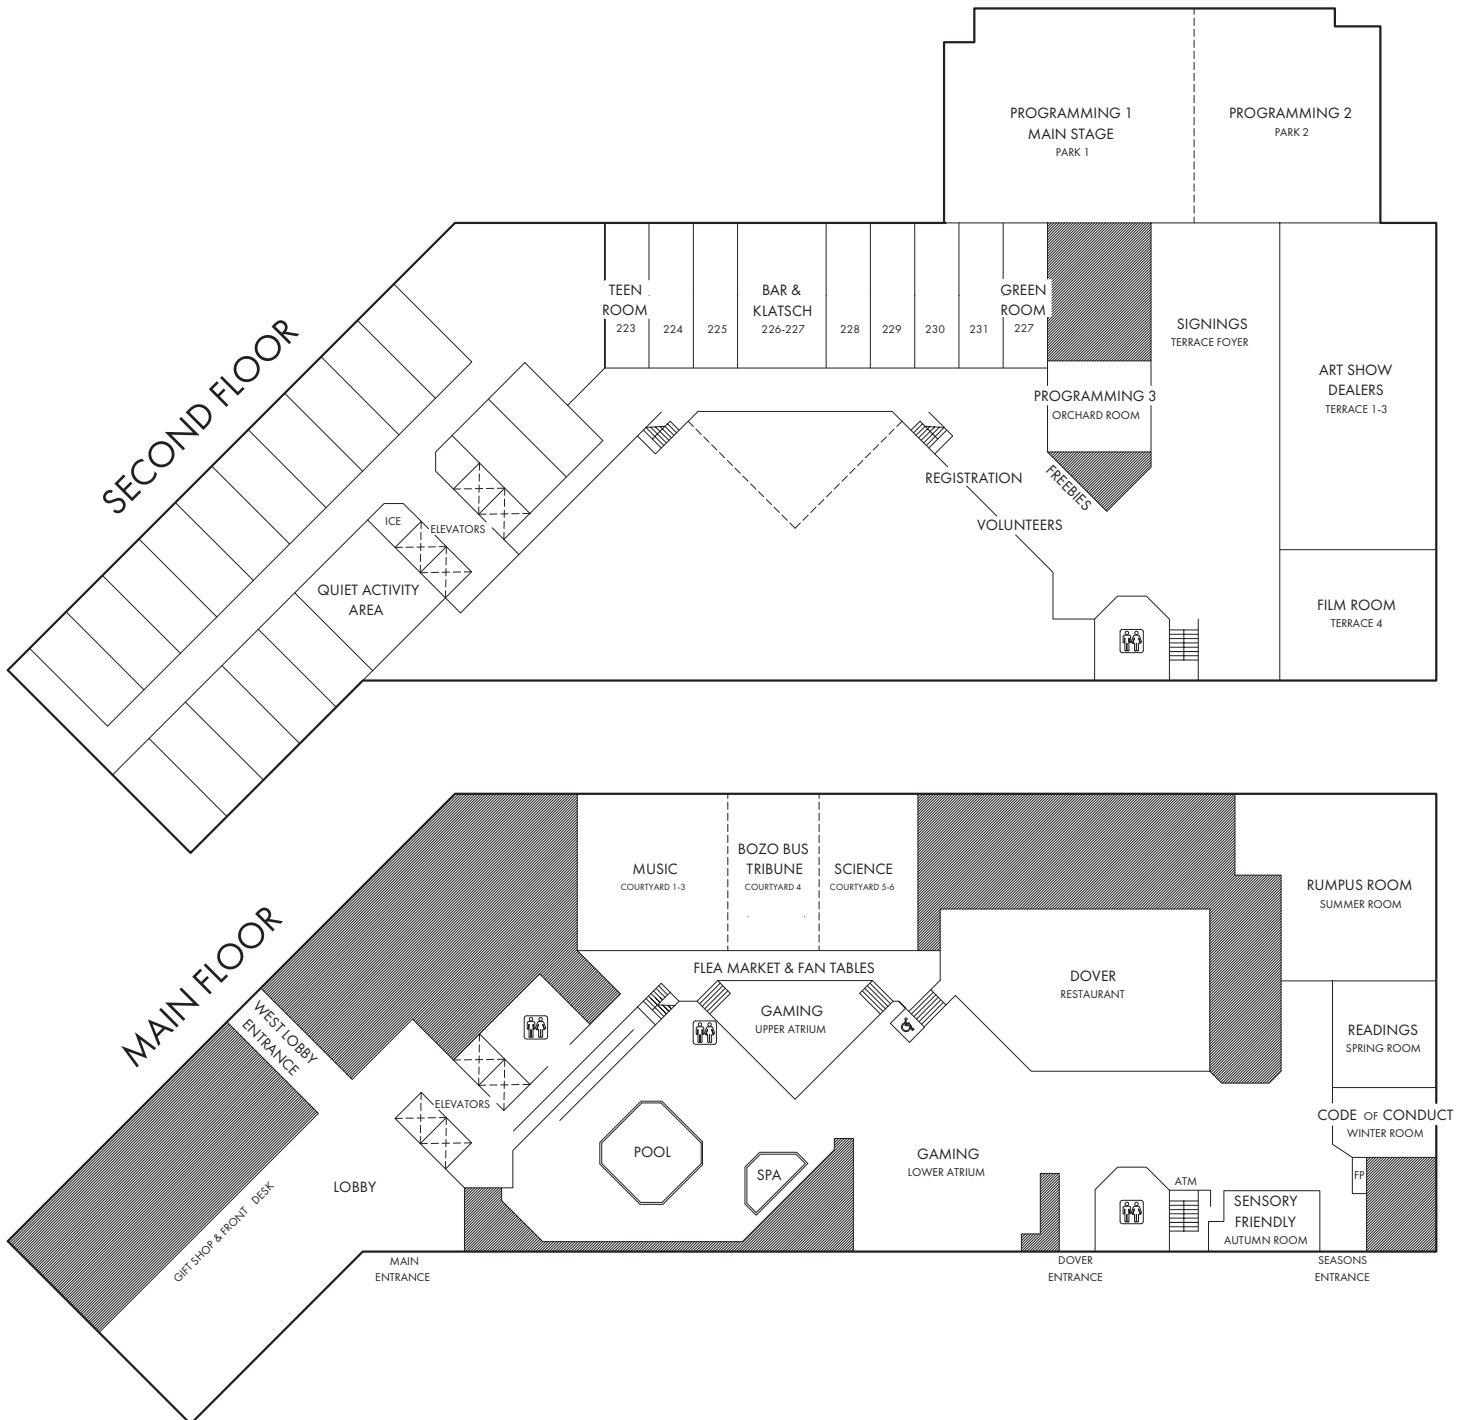 PROGRAMMING 1
MAIN STAGE
PARK 1
PROGRAMMING 2
PARK 2
SECOND FLOOR
TEEN
ROOM
223
224
225
BAR &
KLATSCH
226-227
228
229
230
231
GREEN
ROOM
227
SIGNINGS
TERRACE FOYER
ART SHOW
DEALERS
TERRACE 1-3
PROGRAMMING 3
ORCHARD ROOM
FREEBIES
REGISTRATION
VOLUNTEERS
ICE
ELEVATORS
QUIET ACTIVITY
AREA
FILM ROOM
TERRACE 4
MAIN FLOOR
MUSIC
COURTYARD 1-3
BOZO BUS
TRIBUNE
COURTYARD 4
SCIENCE
COURTYARD 5-6
RUMPUS ROOM
SUMMER ROOM
FLEA MARKET & FAN TABLES
DOVER
RESTAURANT
WEST LOBBY
ENTRANCE
GAMING
UPPER ATRIUM
READINGS
SPRING ROOM
ELEVATORS
CODE OF CONDUCT
WINTER ROOM
POOL
SPA
GAMING
LOWER ATRIUM
LOBBY
GIFT SHOP & FRONT DESK
ATM
FP
SENSORY
FRIENDLY
AUTUMN ROOM
MAIN
ENTRANCE
DOVER
ENTRANCE
SEASONS
ENTRANCE